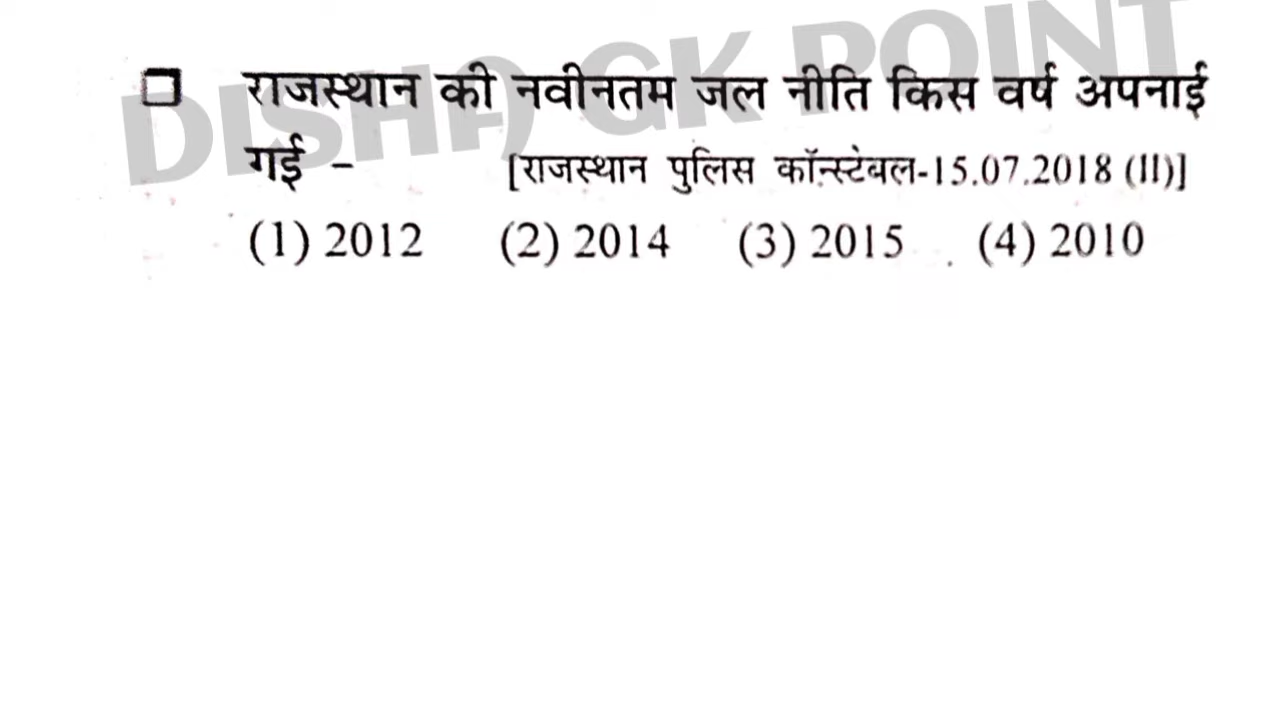 DISHA GK POINT
□ राजस्थान की नवीनतम जल नीति किस वर्ष अपनाई
गई – [राजस्थान पुलिस कॉन्स्टेबल-15.07.2018 (II)]
(1) 2012 (2) 2014 (3) 2015 (4) 2010